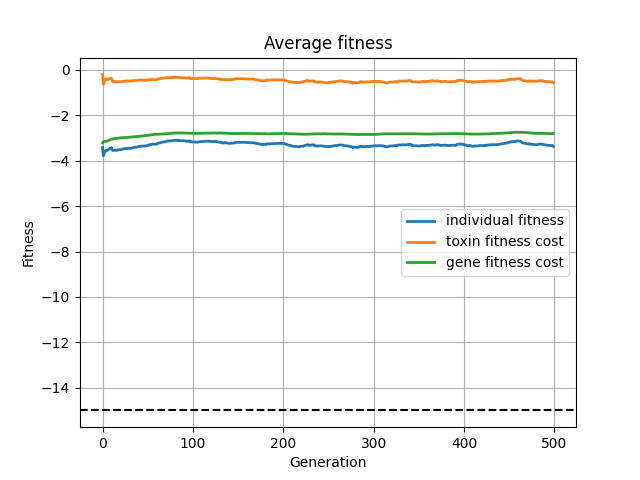 Average fitness
Fitness
0
−2
−4
−6
−8
−10
−12
−14
individual fitness
toxin fitness cost
gene fitness cost
0 100 200 300 400 500
Generation